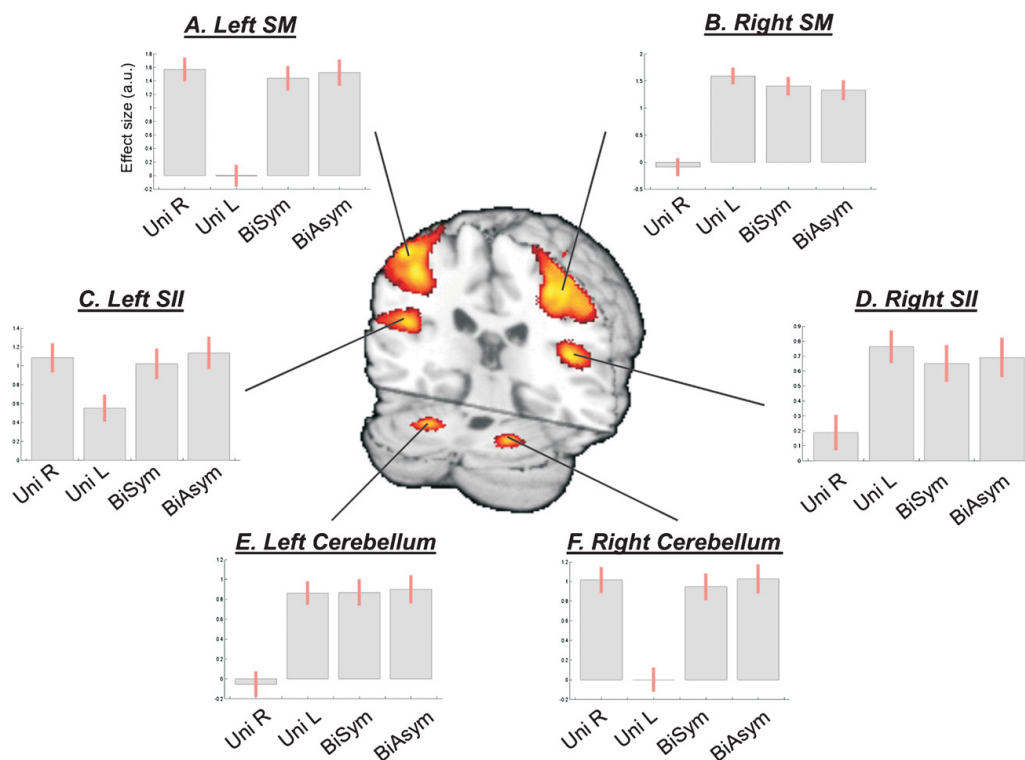 A. Left SM
B. Right SM
Effect size (a.u.)
1.8
1.6
1.4
1.2
1
0.8
0.6
0.4
0.2
0
-0.2
Uni R
Uni L
BiSym
BiAsym
2
1.5
1
0.5
0
-0.5
Uni R
Uni L
BiSym
BiAsym
C. Left SII
D. Right SII
1.4
1.2
1
0.8
0.6
0.4
0.2
0
Uni R
Uni L
BiSym
BiAsym
0.9
0.8
0.7
0.6
0.5
0.4
0.3
0.2
0.1
0
Uni R
Uni L
BiSym
BiAsym
E. Left Cerebellum
F. Right Cerebellum
1.2
1
0.8
0.6
0.4
0.2
0
-0.2
Uni R
Uni L
BiSym
BiAsym
1.2
1
0.8
0.6
0.4
0.2
0
-0.2
Uni R
Uni L
BiSym
BiAsym